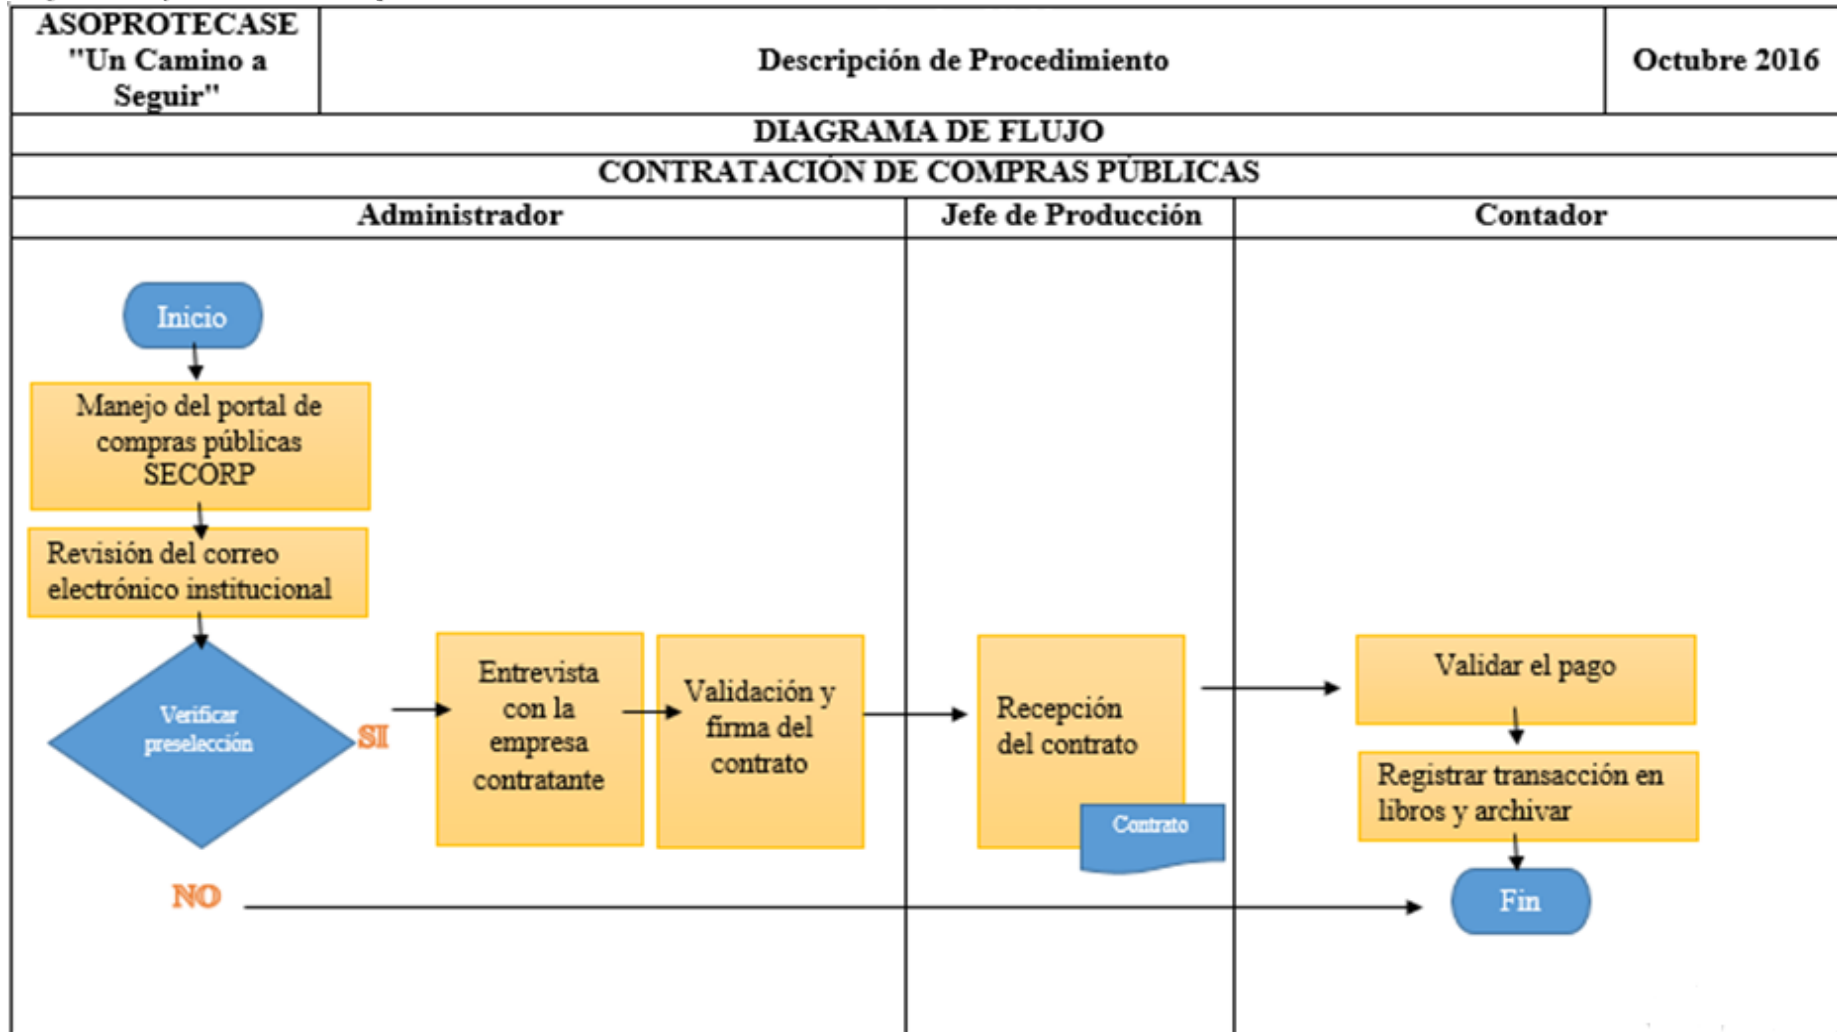 ASOPROTECASE
"Un Camino a
Seguir"
Descripción de Procedimiento
Octubre 2016
DIAGRAMA DE FLUJO
CONTRATACIÓN DE COMPRAS PÚBLICAS
Administrador
Jefe de Producción
Contador
Inicio
Manejo del portal de
compras públicas
SECORP
Revisión del correo
electrónico institucional
Verificar
preselección
SI
Entrevista
con la
empresa
contratante
Validación y
firma del
contrato
Recepción
del contrato
Contrato
Validar el pago
Registrar transacción en
libros y archivar
NO
Fin